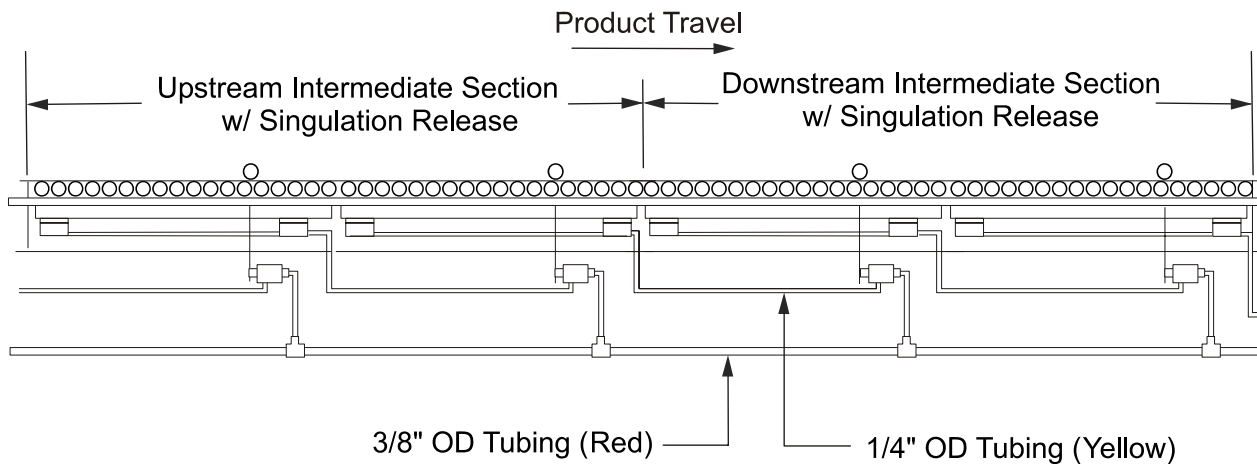 Product Travel
Upstream Intermediate Section
w/ Singulation Release
Downstream Intermediate Section
w/ Singulation Release
3/8" OD Tubing (Red)
1/4" OD Tubing (Yellow)